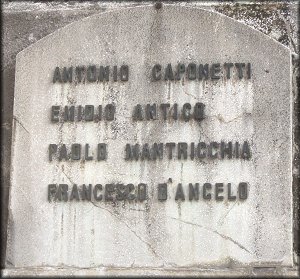 ANTONIO CAPONETTI
EMIDIO ANTICO
PAOLO MANTRICCHIA
FRANCESCO D'ANGELO